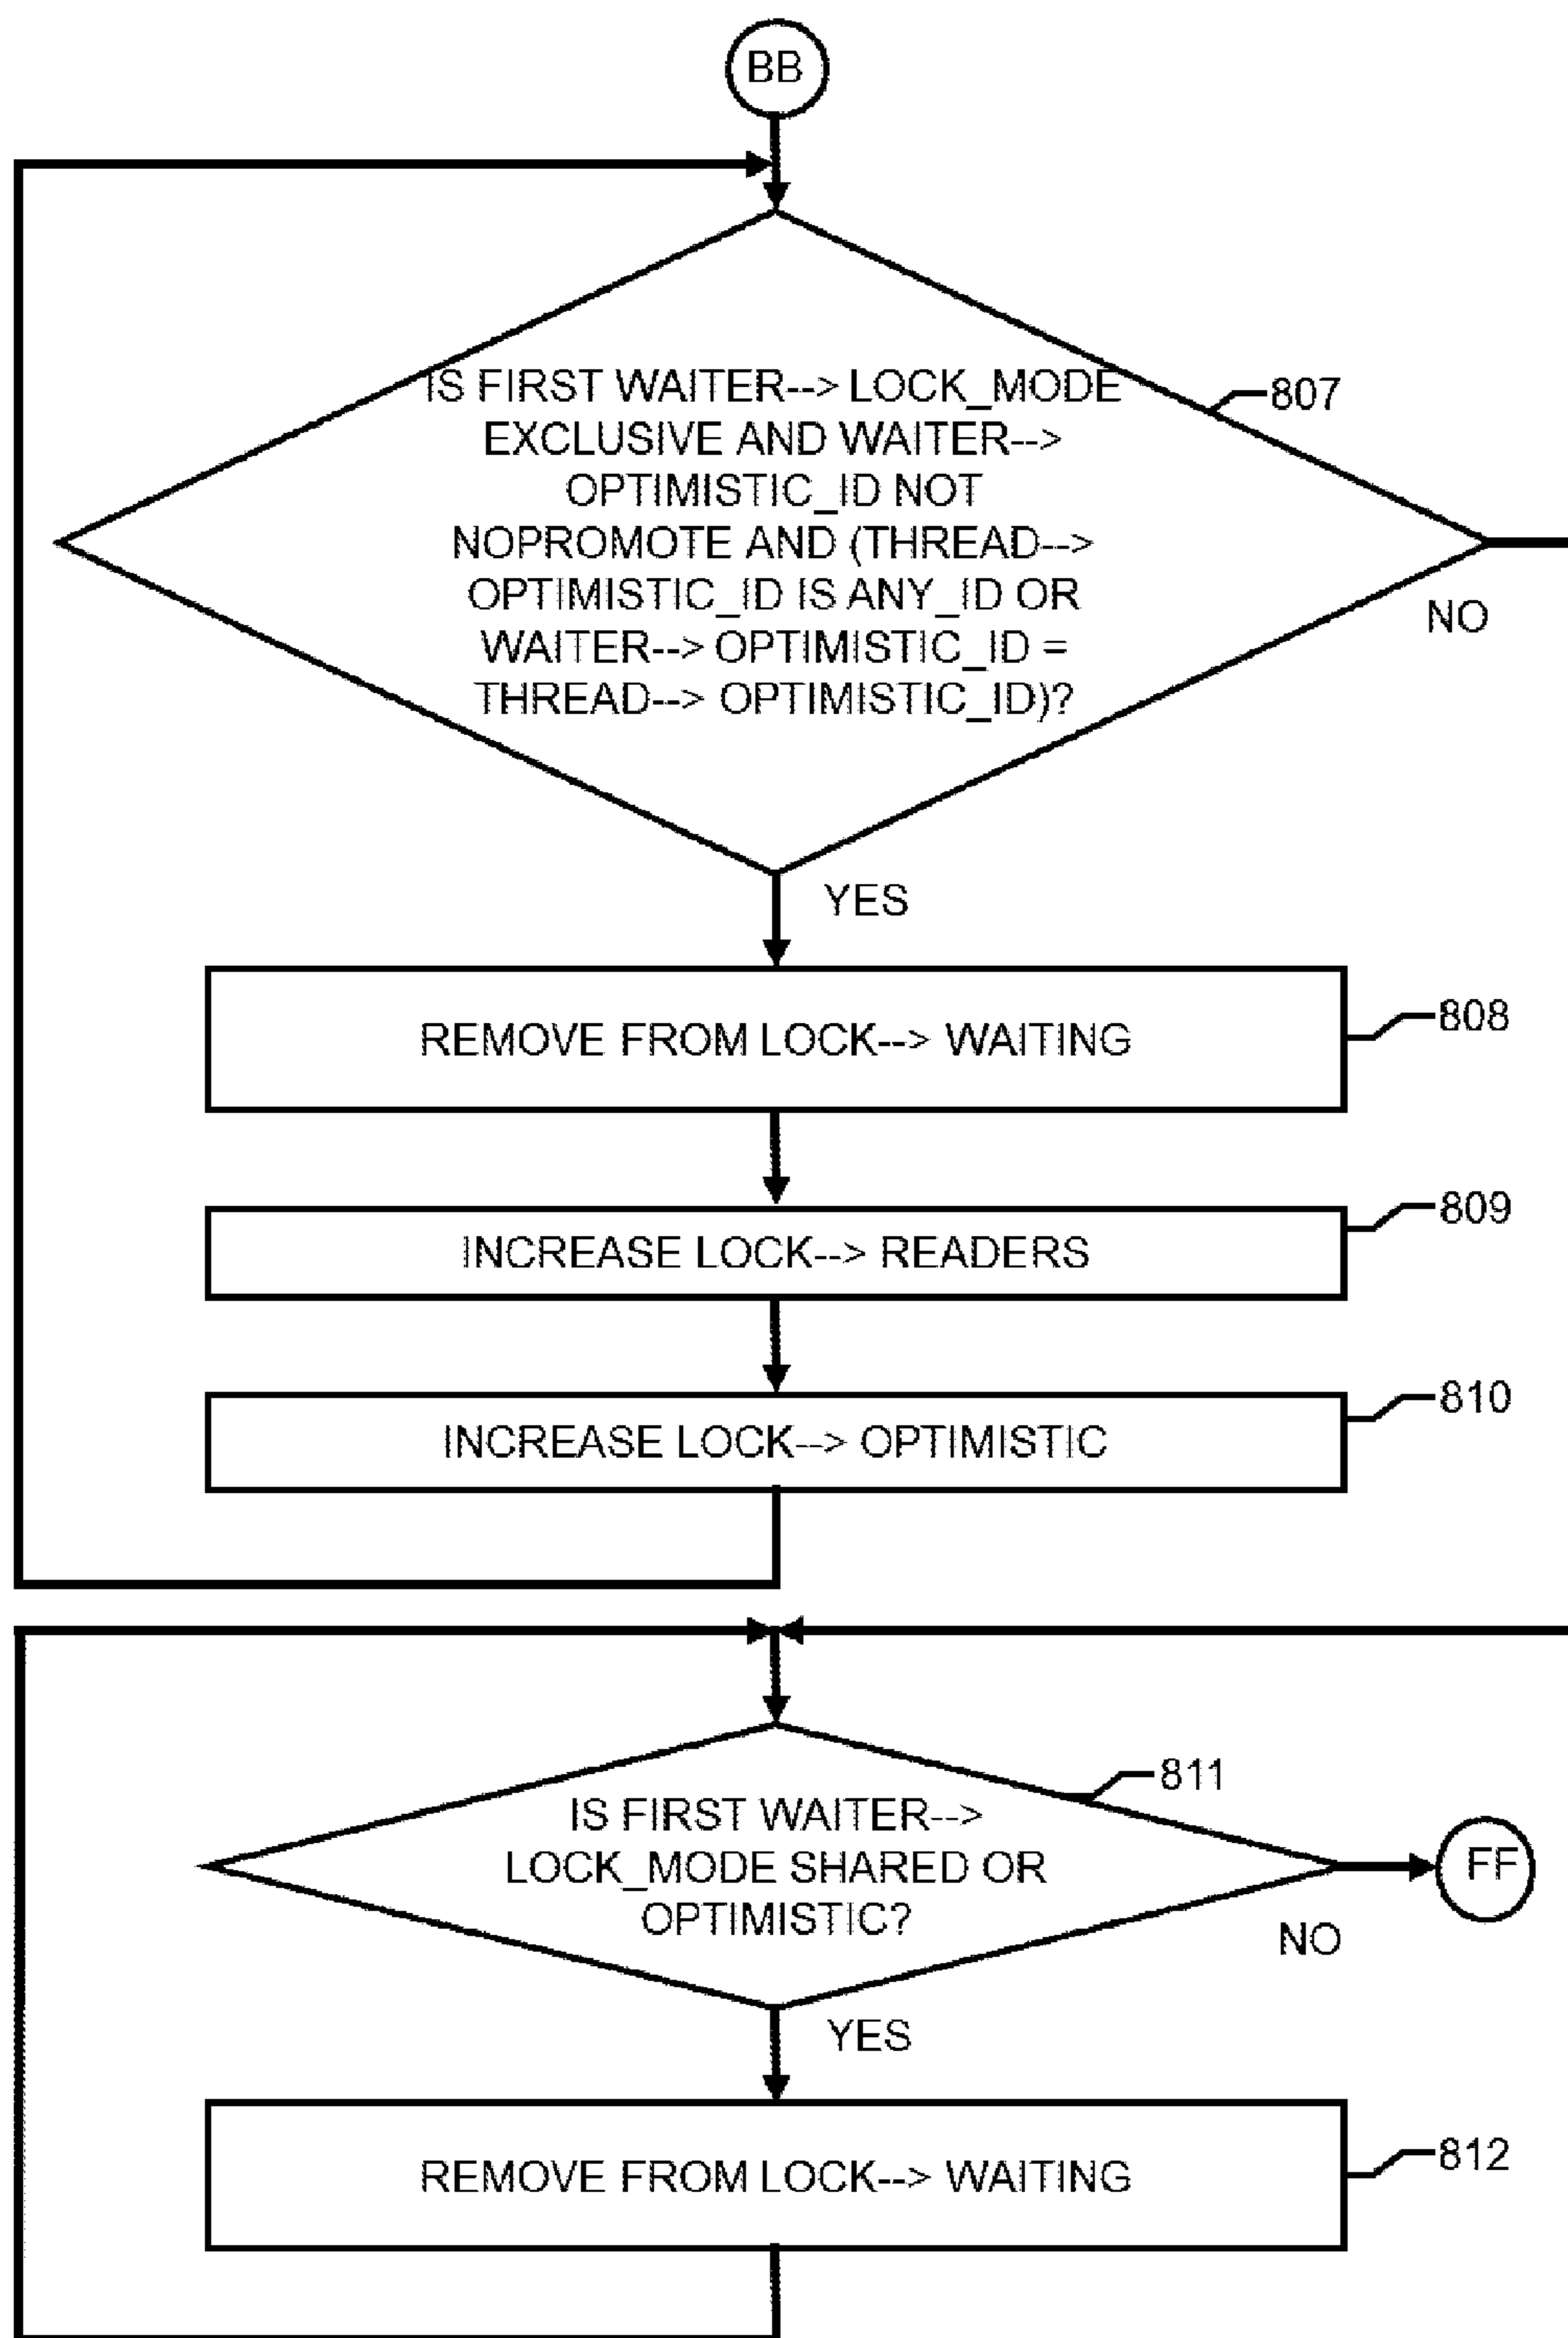 BB
IS FIRST WAITER--> LOCK_MODE
EXCLUSIVE AND WAITER-->
OPTIMISTIC_ID NOT
NOPROMOTE AND (THREAD-->
OPTIMISTIC_ID IS ANY_ID OR
WAITER--> OPTIMISTIC_ID =
THREAD--> OPTIMISTIC_ID)?
807
NO
YES
REMOVE FROM LOCK--> WAITING
808
INCREASE LOCK--> READERS
809
INCREASE LOCK--> OPTIMISTIC
810
IS FIRST WAITER-->
LOCK_MODE SHARED OR
OPTIMISTIC?
811
FF
NO
YES
REMOVE FROM LOCK--> WAITING
812